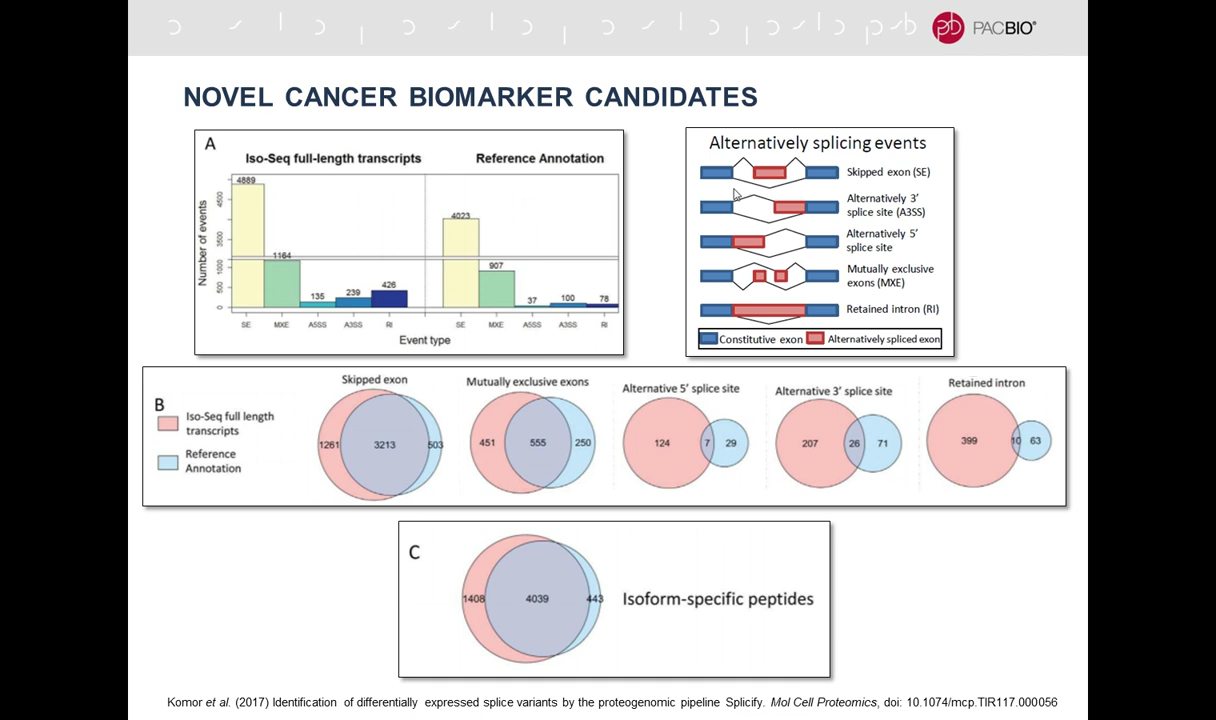 PACBIO®
NOVEL CANCER BIOMARKER CANDIDATES
A
Iso-Seq full-length transcripts
Reference Annotation
Number of events
4500
3500
1000
500
0
4889
1164
135
239
426
4023
907
37
100
78
SE MXE A5SS A3SS RI SE MXE A5SS A3SS RI
Event type
Alternatively splicing events
Skipped exon (SE)
Alternatively 3’
splice site (A3SS)
Alternatively 5’
splice site
Mutually exclusive
exons (MXE)
Retained intron (RI)
Constitutive exon
Alternatively spliced exon
B
Iso-Seq full length
transcripts
Reference
Annotation
Skipped exon
1261 3213 503
Mutually exclusive exons
451 555 250
Alternative 5’ splice site
124 7 29
Alternative 3’ splice site
207 26 71
Retained intron
399 10 63
C
1408 4039 443
Isoform-specific peptides
Komor et al. (2017) Identification of differentially expressed splice variants by the proteogenomic pipeline Splicify. Mol Cell Proteomics, doi: 10.1074/mcp.TIR117.000056